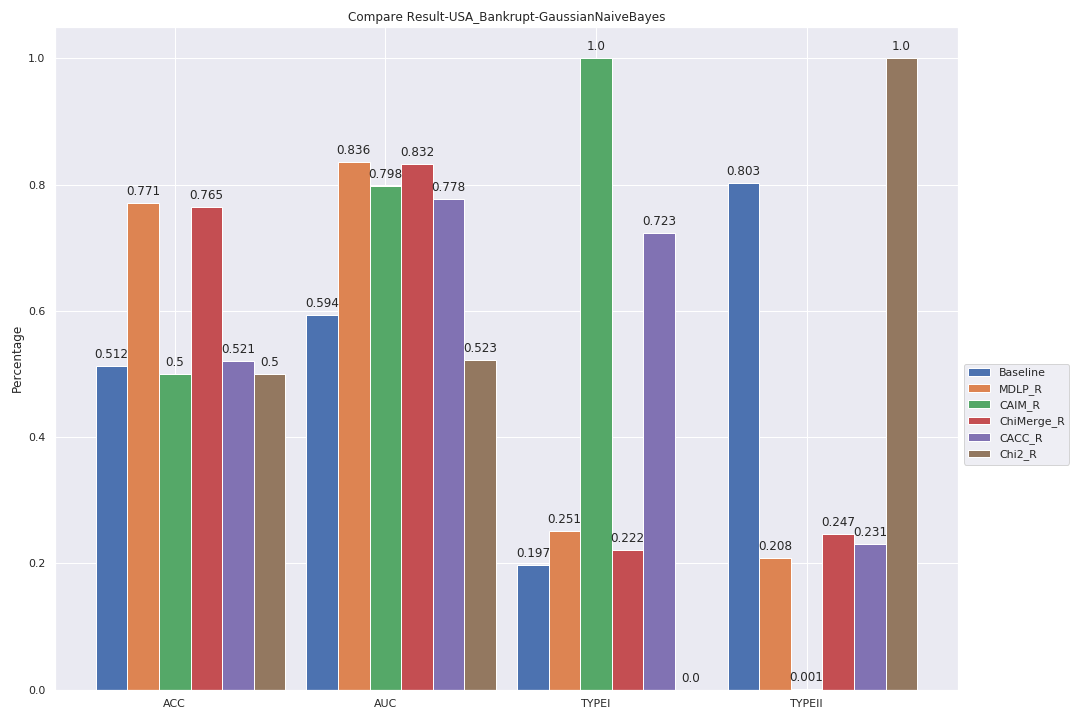 Compare Result-USA_Bankrupt-GaussianNaiveBayes
Percentage
1.0
0.8
0.6
0.4
0.2
0.0
0.512
0.771
0.5
0.765
0.521
0.5
0.594
0.836
0.798
0.832
0.778
0.523
0.197
0.251
1.0
0.222
0.723
0.0
0.803
0.208
0.001
0.247
0.231
1.0
ACC
AUC
TYPEI
TYPEII
Baseline
MDLP_R
CAIM_R
ChiMerge_R
CACC_R
Chi2_R